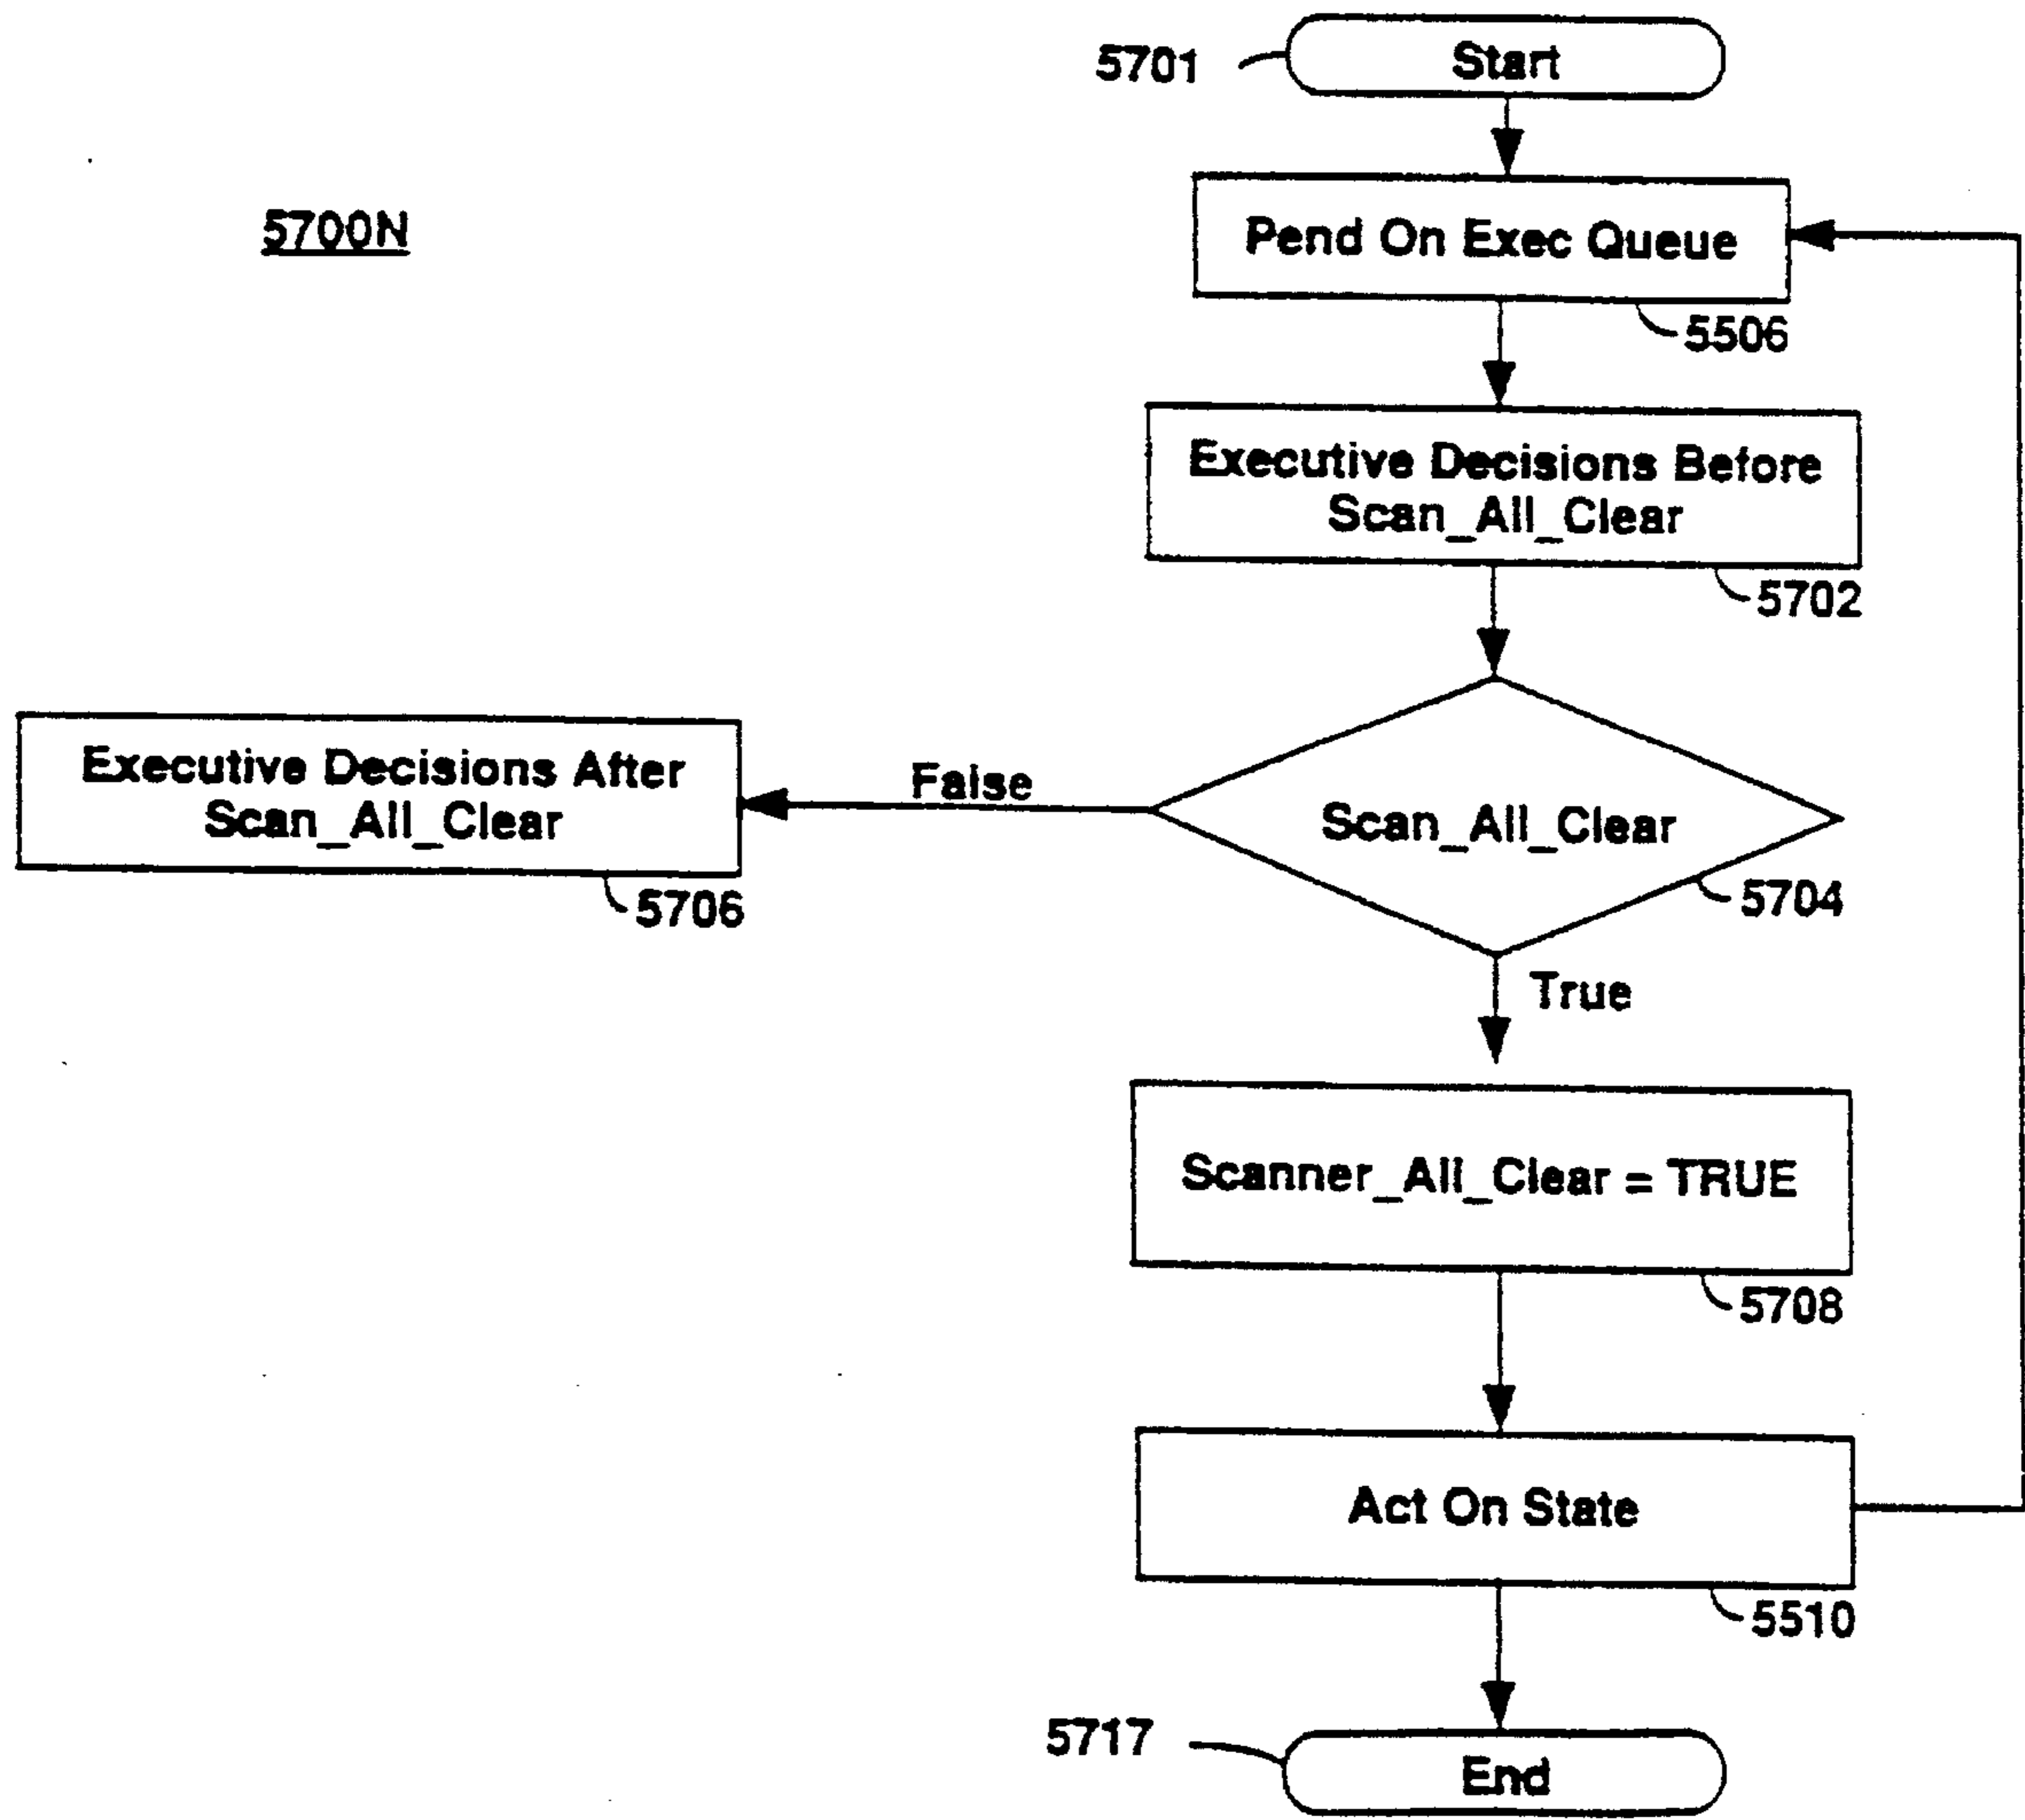 5701
Start
5700N
Pend On Exec Queue
5506
Executive Decisions Before
Scan_All_Clear
5702
Executive Decisions After
Scan_All_Clear
5706
False
Scan_All_Clear
5704
True
Scanner_All_Clear = TRUE
5708
Act On State
5510
5717
End